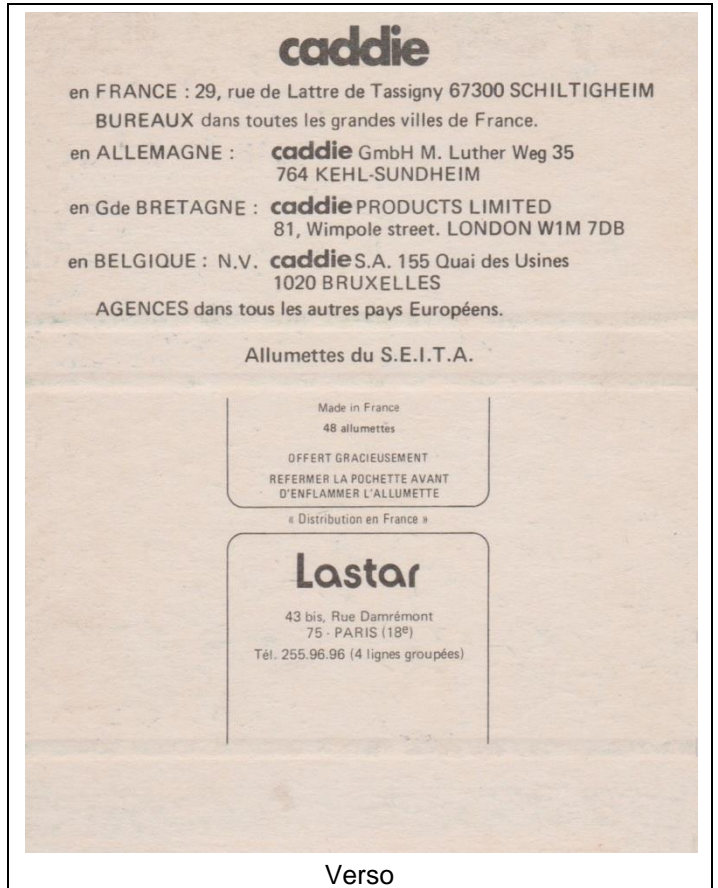 caddie
en FRANCE : 29, rue de Lattre de Tassigny 67300 SCHILTIGHEIM
BUREAUX dans toutes les grandes villes de France.
en ALLEMAGNE : caddie GmbH M. Luther Weg 35
764 KEHL-SUNDHEIM
en Gde BRETAGNE : caddie PRODUCTS LIMITED
81, Wimpole street. LONDON W1M 7DB
en BELGIQUE : N.V. caddie S.A. 155 Quai des Usines
1020 BRUXELLES
AGENCES dans tous les autres pays Européens.
Allumettes du S.E.I.T.A.
Made in France
48 allumettes
OFFERT GRACIEUSEMENT
REFERMER LA POCHETTE AVANT
D'ENFLAMMER L'ALLUMETTE
« Distribution en France »
Lastar
43 bis, Rue Damrémont
75 - PARIS (18e)
Tél. 255.96.96 (4 lignes groupées)
Verso